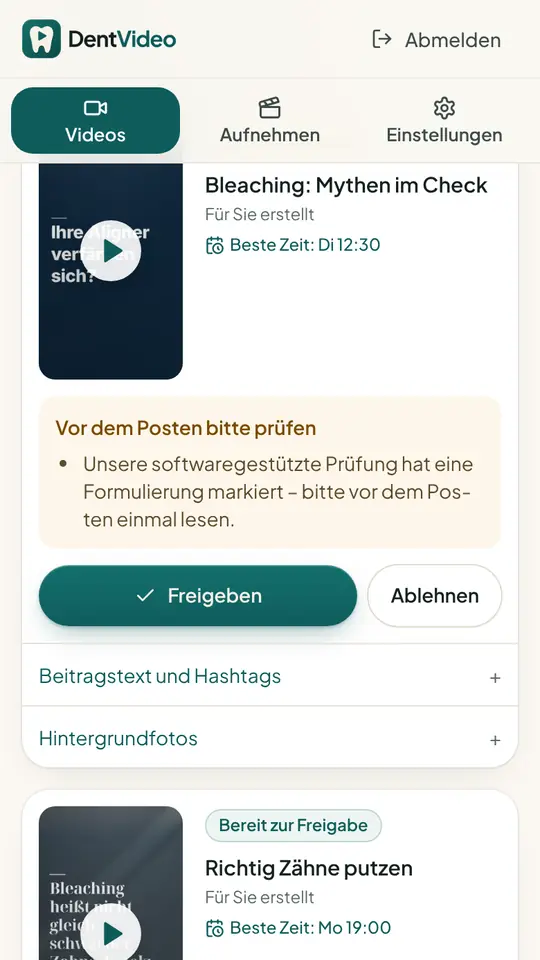 DentVideo
Abmelden
Videos
Aufnehmen
Einstellungen
Bleaching: Mythen im Check
Für Sie erstellt
Beste Zeit: Di 12:30
Ihre Aligner
verfärben
sich?
Vor dem Posten bitte prüfen
• Unsere softwaregestützte Prüfung hat eine
Formulierung markiert – bitte vor dem Pos-
ten einmal lesen.
Freigeben
Ablehnen
Beitragstext und Hashtags +
Hintergrundfotos +
Bereit zur Freigabe
Richtig Zähne putzen
Für Sie erstellt
Beste Zeit: Mo 19:00
Bleaching
heißt nicht
gleich